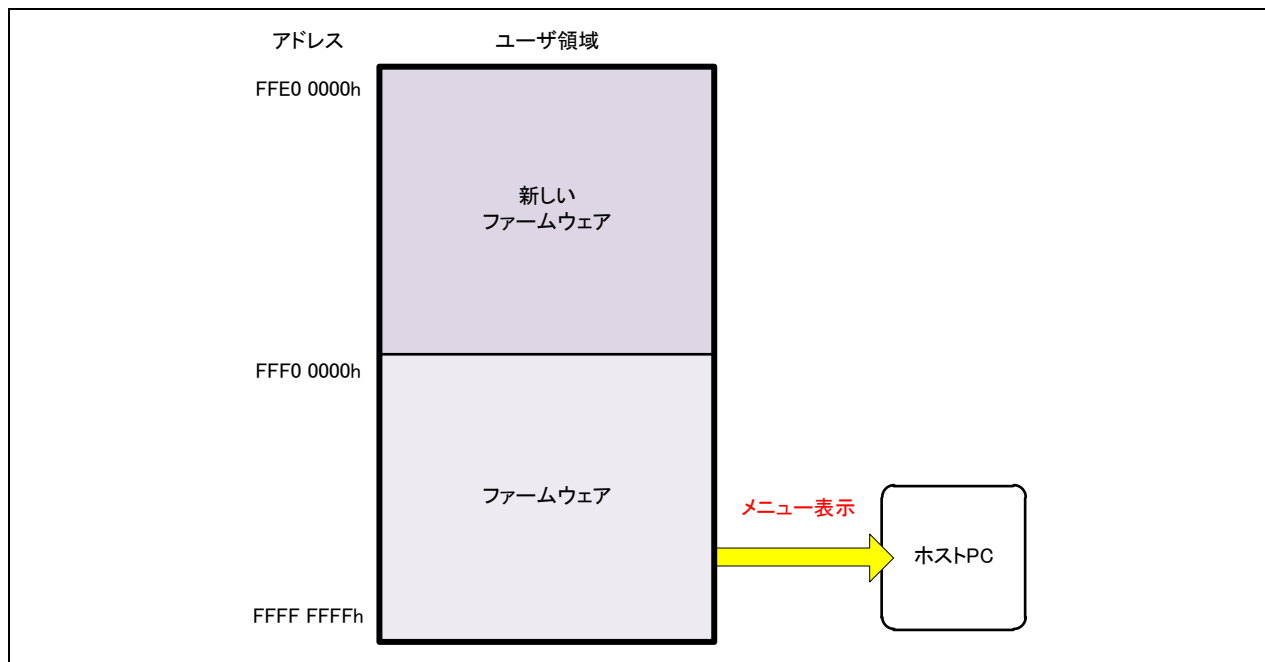 アドレス
ユーザ領域
FFE0 0000h
新しい
ファームウェア
FFF0 0000h
ファームウェア
メニュー表示
ホストPC
FFFF FFFFh